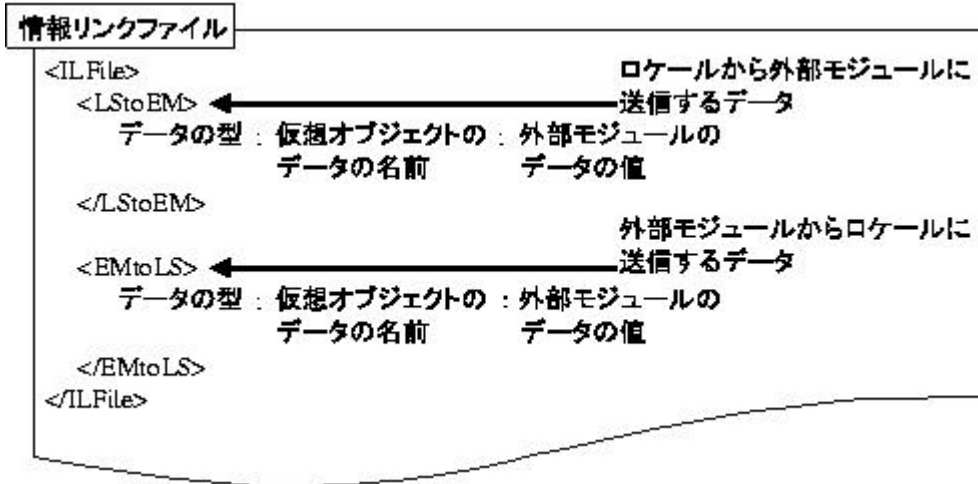 情報リンクファイル
<ILFile>
ロケールから外部モジュールに
<LStoEM>
送信するデータ
データの型 : 仮想オブジェクトの : 外部モジュールの
データの名前 データの値
</LStoEM>
外部モジュールからロケールに
<EMtoLS>
送信するデータ
データの型 : 仮想オブジェクトの : 外部モジュールの
データの名前 データの値
</EMtoLS>
</ILFile>